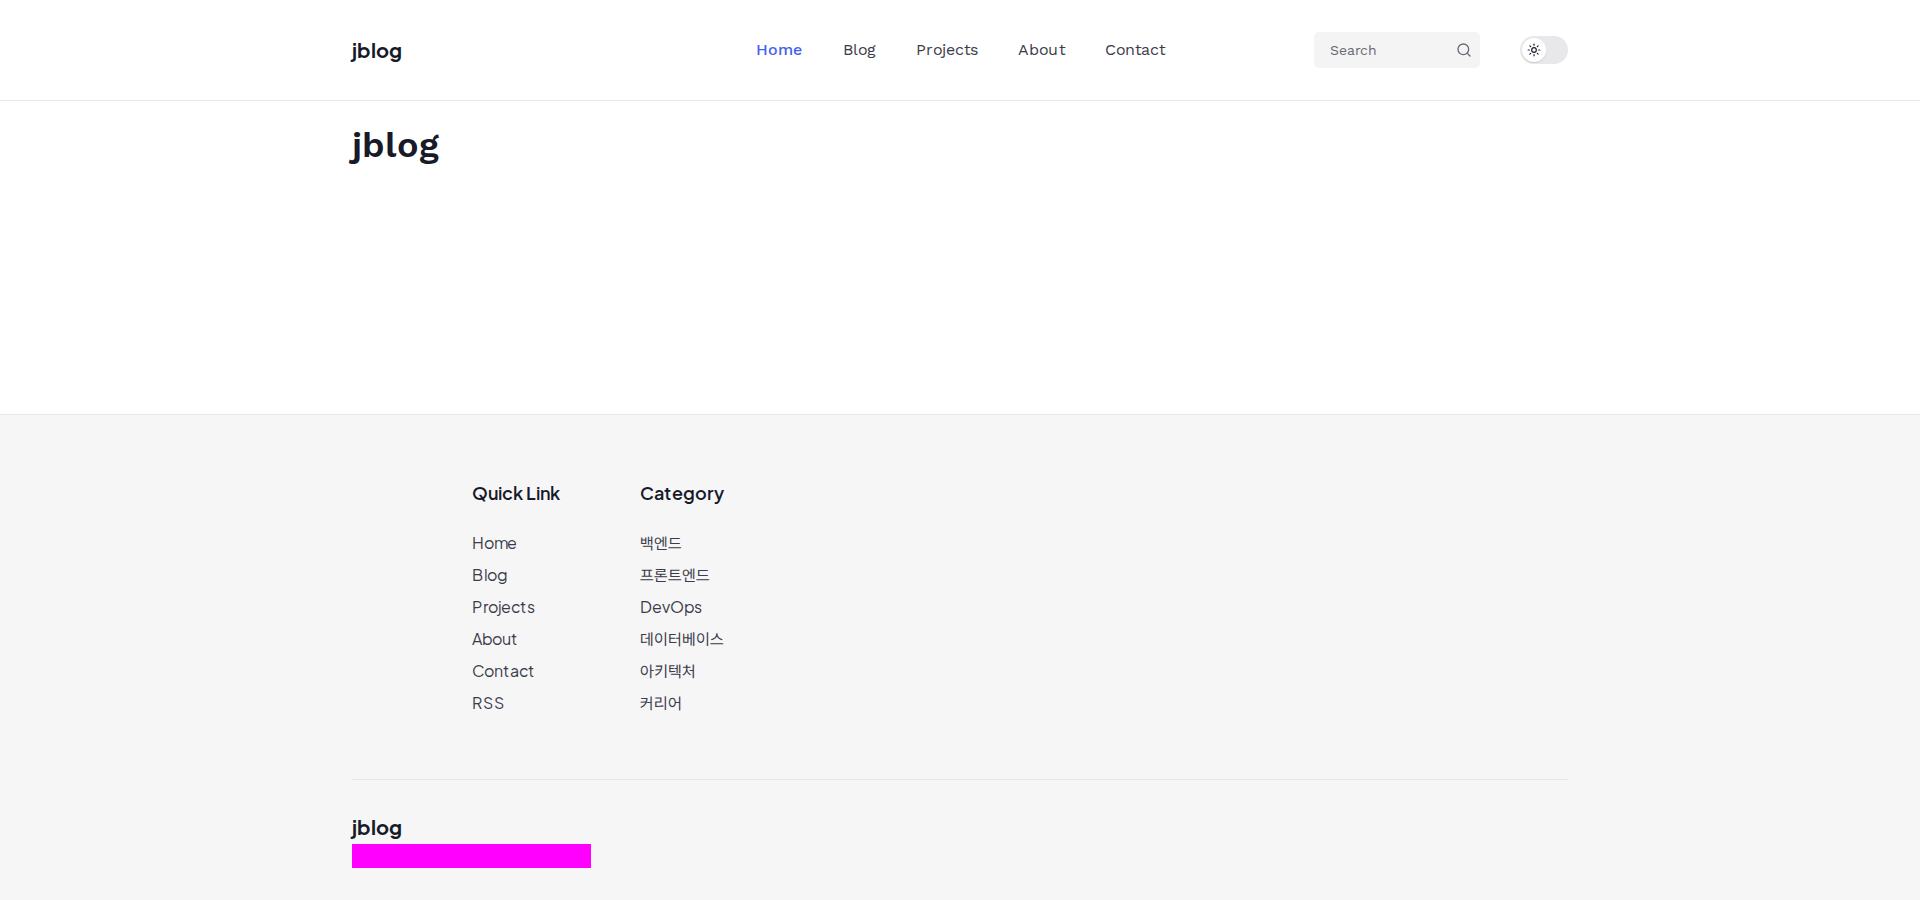 jblog
Home Blog Projects About Contact
Search
jblog
Quick Link
Home
Blog
Projects
About
Contact
RSS
Category
백엔드
프론트엔드
DevOps
데이터베이스
아키텍처
커리어
jblog